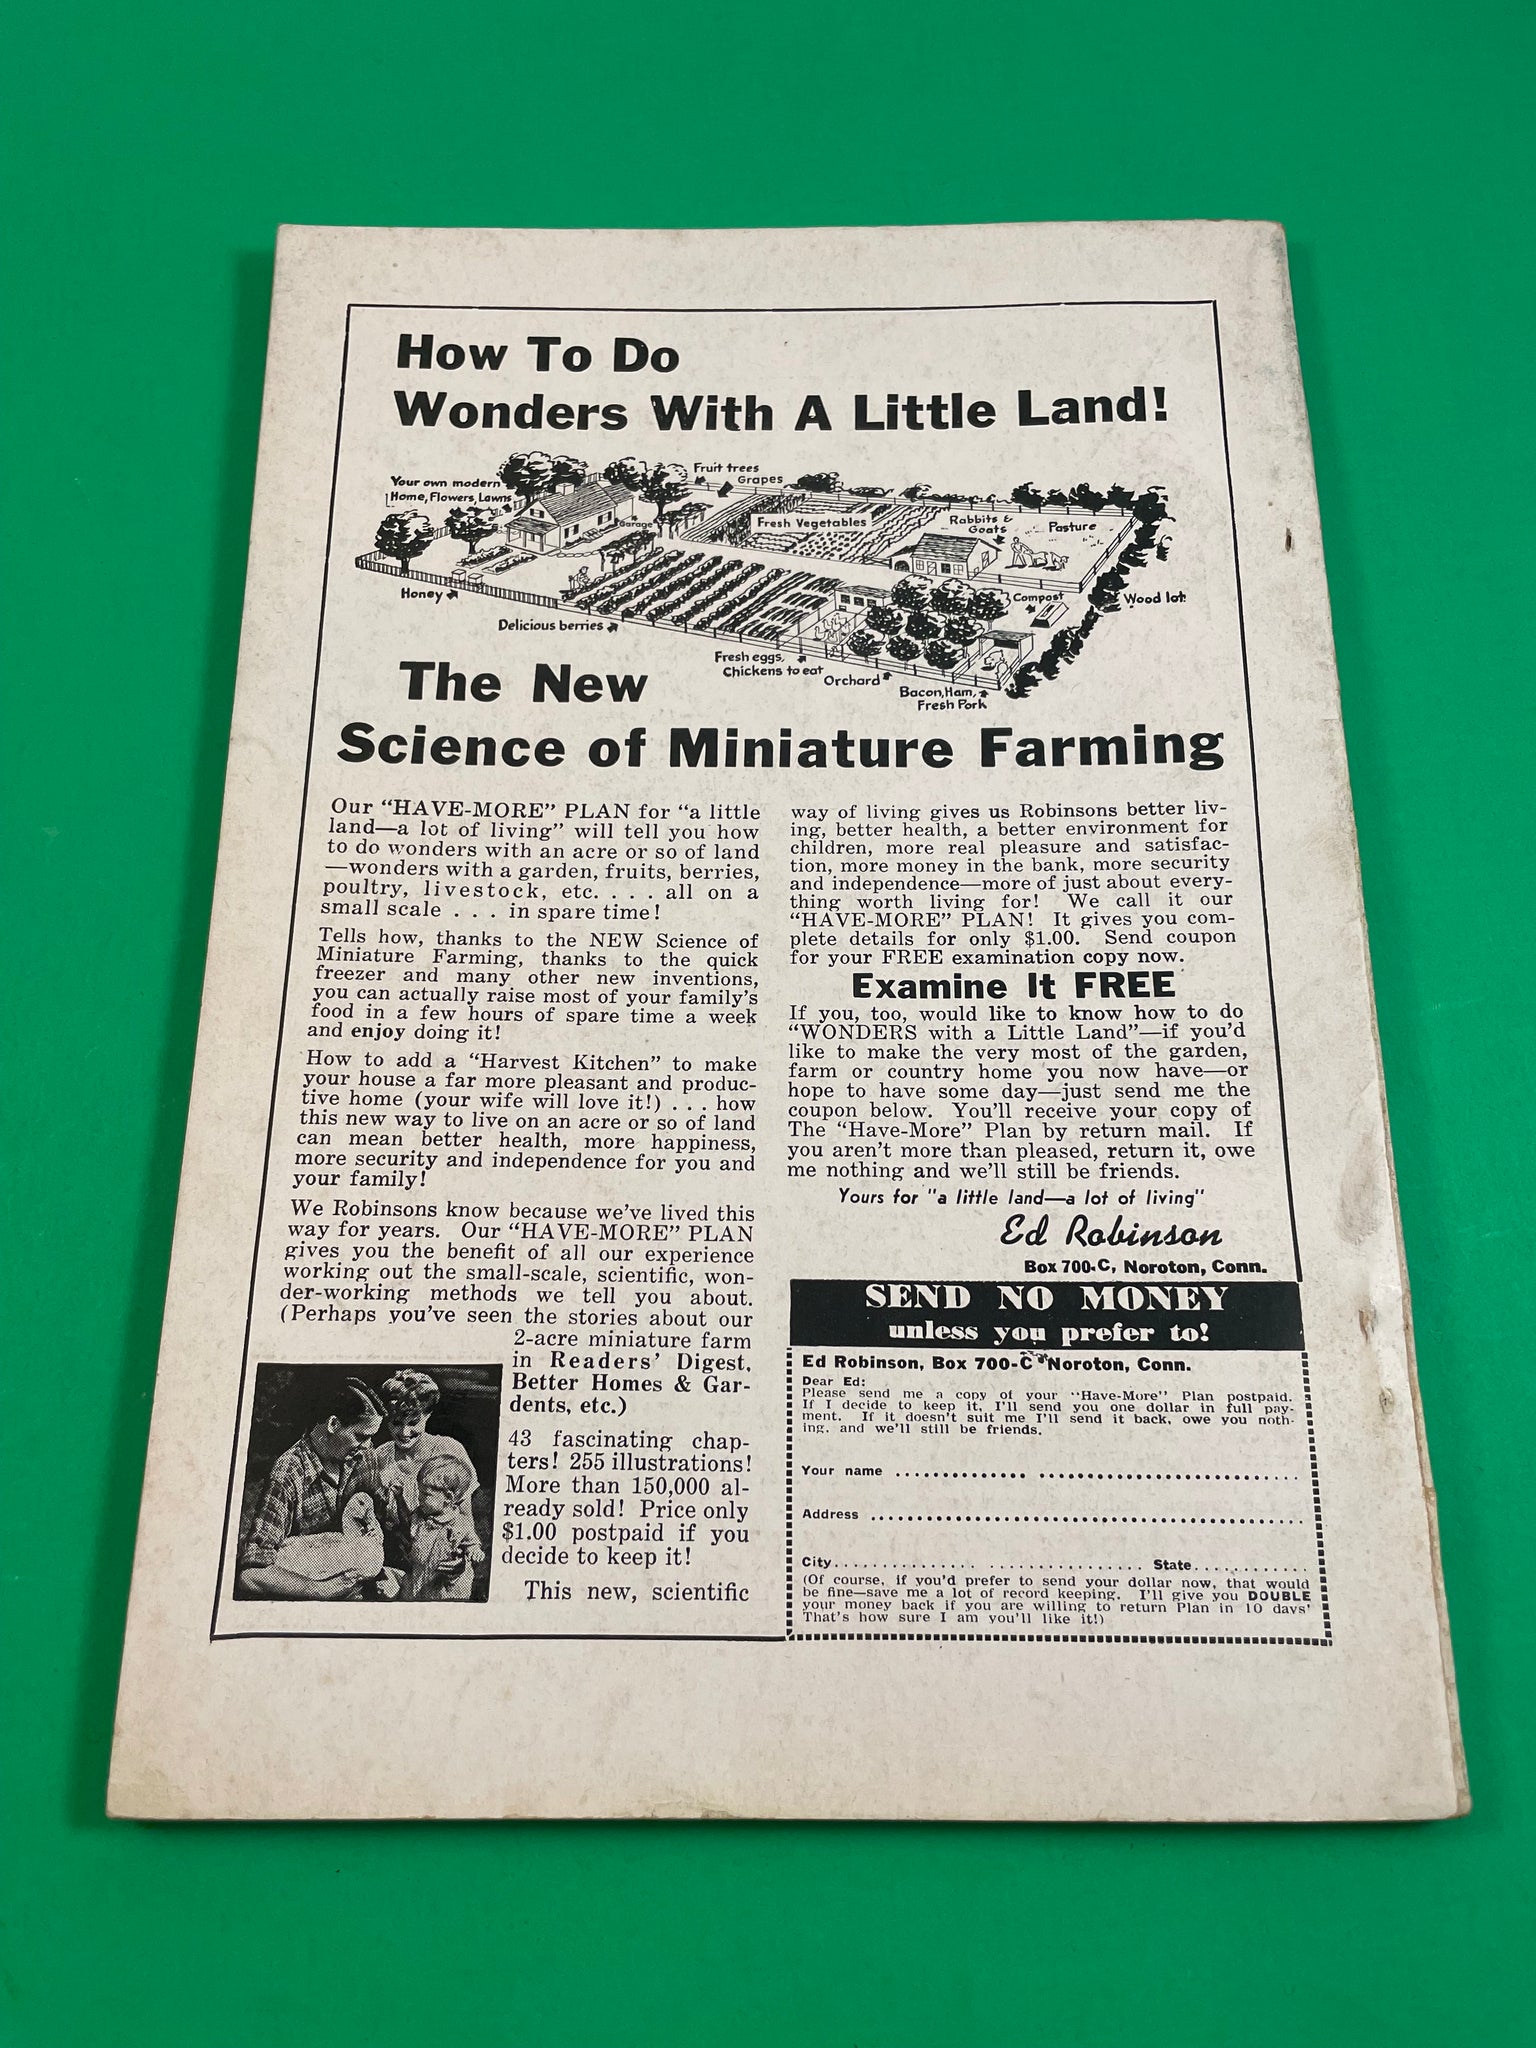 How To Do
Wonders With A Little Land!
Your own modern
Home, Flowers, Lawns
Fruit trees
Grapes
Garage
Fresh Vegetables
Rabbits &
Goats
Pasture
Honey
Delicious berries
Compost
Wood lot
Fresh eggs,
Chickens to eat
Orchard
Bacon, Ham,
Fresh Pork
The New
Science of Miniature Farming
Our "HAVE-MORE" PLAN for "a little
land—a lot of living" will tell you how
to do wonders with an acre or so of land
—wonders with a garden, fruits, berries,
poultry, livestock, etc. . . . all on a
small scale . . . in spare time!
Tells how, thanks to the NEW Science of
Miniature Farming, thanks to the quick
freezer and many other new inventions,
you can actually raise most of your family's
food in a few hours of spare time a week
and enjoy doing it!
How to add a "Harvest Kitchen" to make
your house a far more pleasant and produc-
tive home (your wife will love it!) . . . how
this new way to live on an acre or so of land
can mean better health, more happiness,
more security and independence for you and
your family!
We Robinsons know because we've lived this
way for years. Our "HAVE-MORE" PLAN
gives you the benefit of all our experience
working out the small-scale, scientific, won-
der-working methods we tell you about.
(Perhaps you've seen the stories about our
2-acre miniature farm
in Readers' Digest,
Better Homes & Gar-
dens, etc.)
43 fascinating chap-
ters! 255 illustrations!
More than 150,000 al-
ready sold! Price only
$1.00 postpaid if you
decide to keep it!
This new, scientific
way of living gives us Robinsons better liv-
ing, better health, a better environment for
children, more real pleasure and satisfac-
tion, more money in the bank, more security
and independence—more of just about every-
thing worth living for! We call it our
"HAVE-MORE" PLAN! It gives you com-
plete details for only $1.00. Send coupon
for your FREE examination copy now.
Examine It FREE
If you, too, would like to know how to do
"WONDERS with a Little Land"—if you'd
like to make the very most of the garden,
farm or country home you now have—or
hope to have some day—just send me the
coupon below. You'll receive your copy of
The "Have-More" Plan by return mail. If
you aren't more than pleased, return it, owe
me nothing and we'll still be friends.
Yours for "a little land—a lot of living"
Ed Robinson
Box 700-C, Noroton, Conn.
SEND NO MONEY
unless you prefer to!
Ed Robinson, Box 700-C Noroton, Conn.
Dear Ed:
Please send me a copy of your "Have-More" Plan postpaid.
If I decide to keep it, I'll send you one dollar in full pay-
ment. If it doesn't suit me I'll send it back, owe you noth-
ing, and we'll still be friends.
Your name
Address
City State
(Of course, if you'd prefer to send your dollar now, that would
be fine—save me a lot of record keeping. I'll give you DOUBLE
your money back if you are willing to return Plan in 10 days'
That's how sure I am you'll like it!)